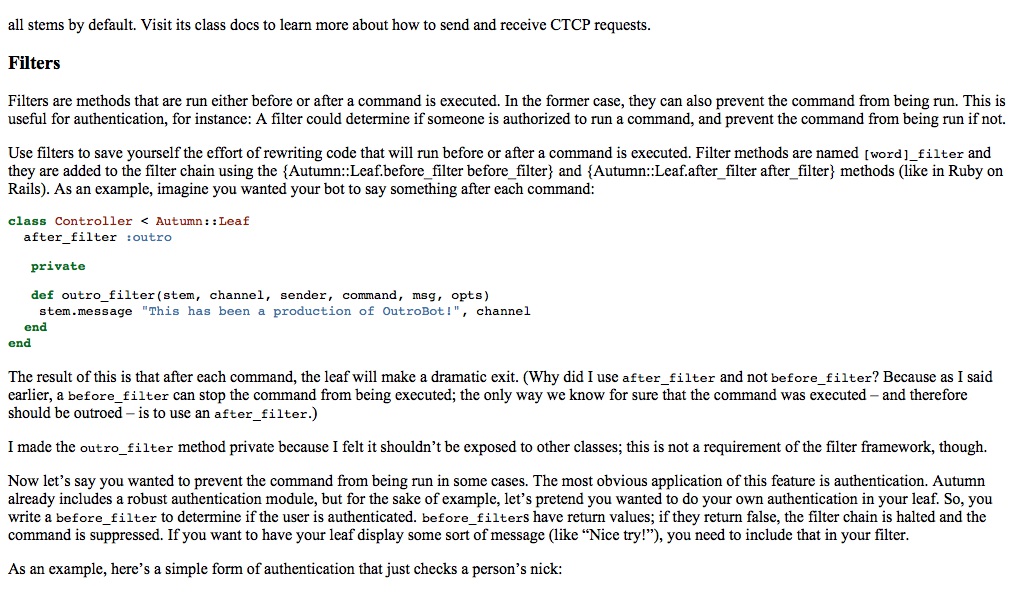 all stems by default. Visit its class docs to learn more about how to send and receive CTCP requests.
Filters
Filters are methods that are run either before or after a command is executed. In the former case, they can also prevent the command from being run. This is
useful for authentication, for instance: A filter could determine if someone is authorized to run a command, and prevent the command from being run if not.
Use filters to save yourself the effort of rewriting code that will run before or after a command is executed. Filter methods are named [word]_filter and
they are added to the filter chain using the {Autumn::Leaf.before_filter before_filter} and {Autumn::Leaf.after_filter after_filter} methods (like in Ruby on
Rails). As an example, imagine you wanted your bot to say something after each command:
class Controller < Autumn::Leaf
after_filter :outro
private
def outro_filter(stem, channel, sender, command, msg, opts)
stem.message "This has been a production of OutroBot!", channel
end
end
The result of this is that after each command, the leaf will make a dramatic exit. (Why did I use after_filter and not before_filter? Because as I said
earlier, a before_filter can stop the command from being executed; the only way we know for sure that the command was executed – and therefore
should be outroed – is to use an after_filter.)
I made the outro_filter method private because I felt it shouldn’t be exposed to other classes; this is not a requirement of the filter framework, though.
Now let’s say you wanted to prevent the command from being run in some cases. The most obvious application of this feature is authentication. Autumn
already includes a robust authentication module, but for the sake of example, let’s pretend you wanted to do your own authentication in your leaf. So, you
write a before_filter to determine if the user is authenticated. before_filters have return values; if they return false, the filter chain is halted and the
command is suppressed. If you want to have your leaf display some sort of message (like “Nice try!”), you need to include that in your filter.
As an example, here’s a simple form of authentication that just checks a person’s nick: